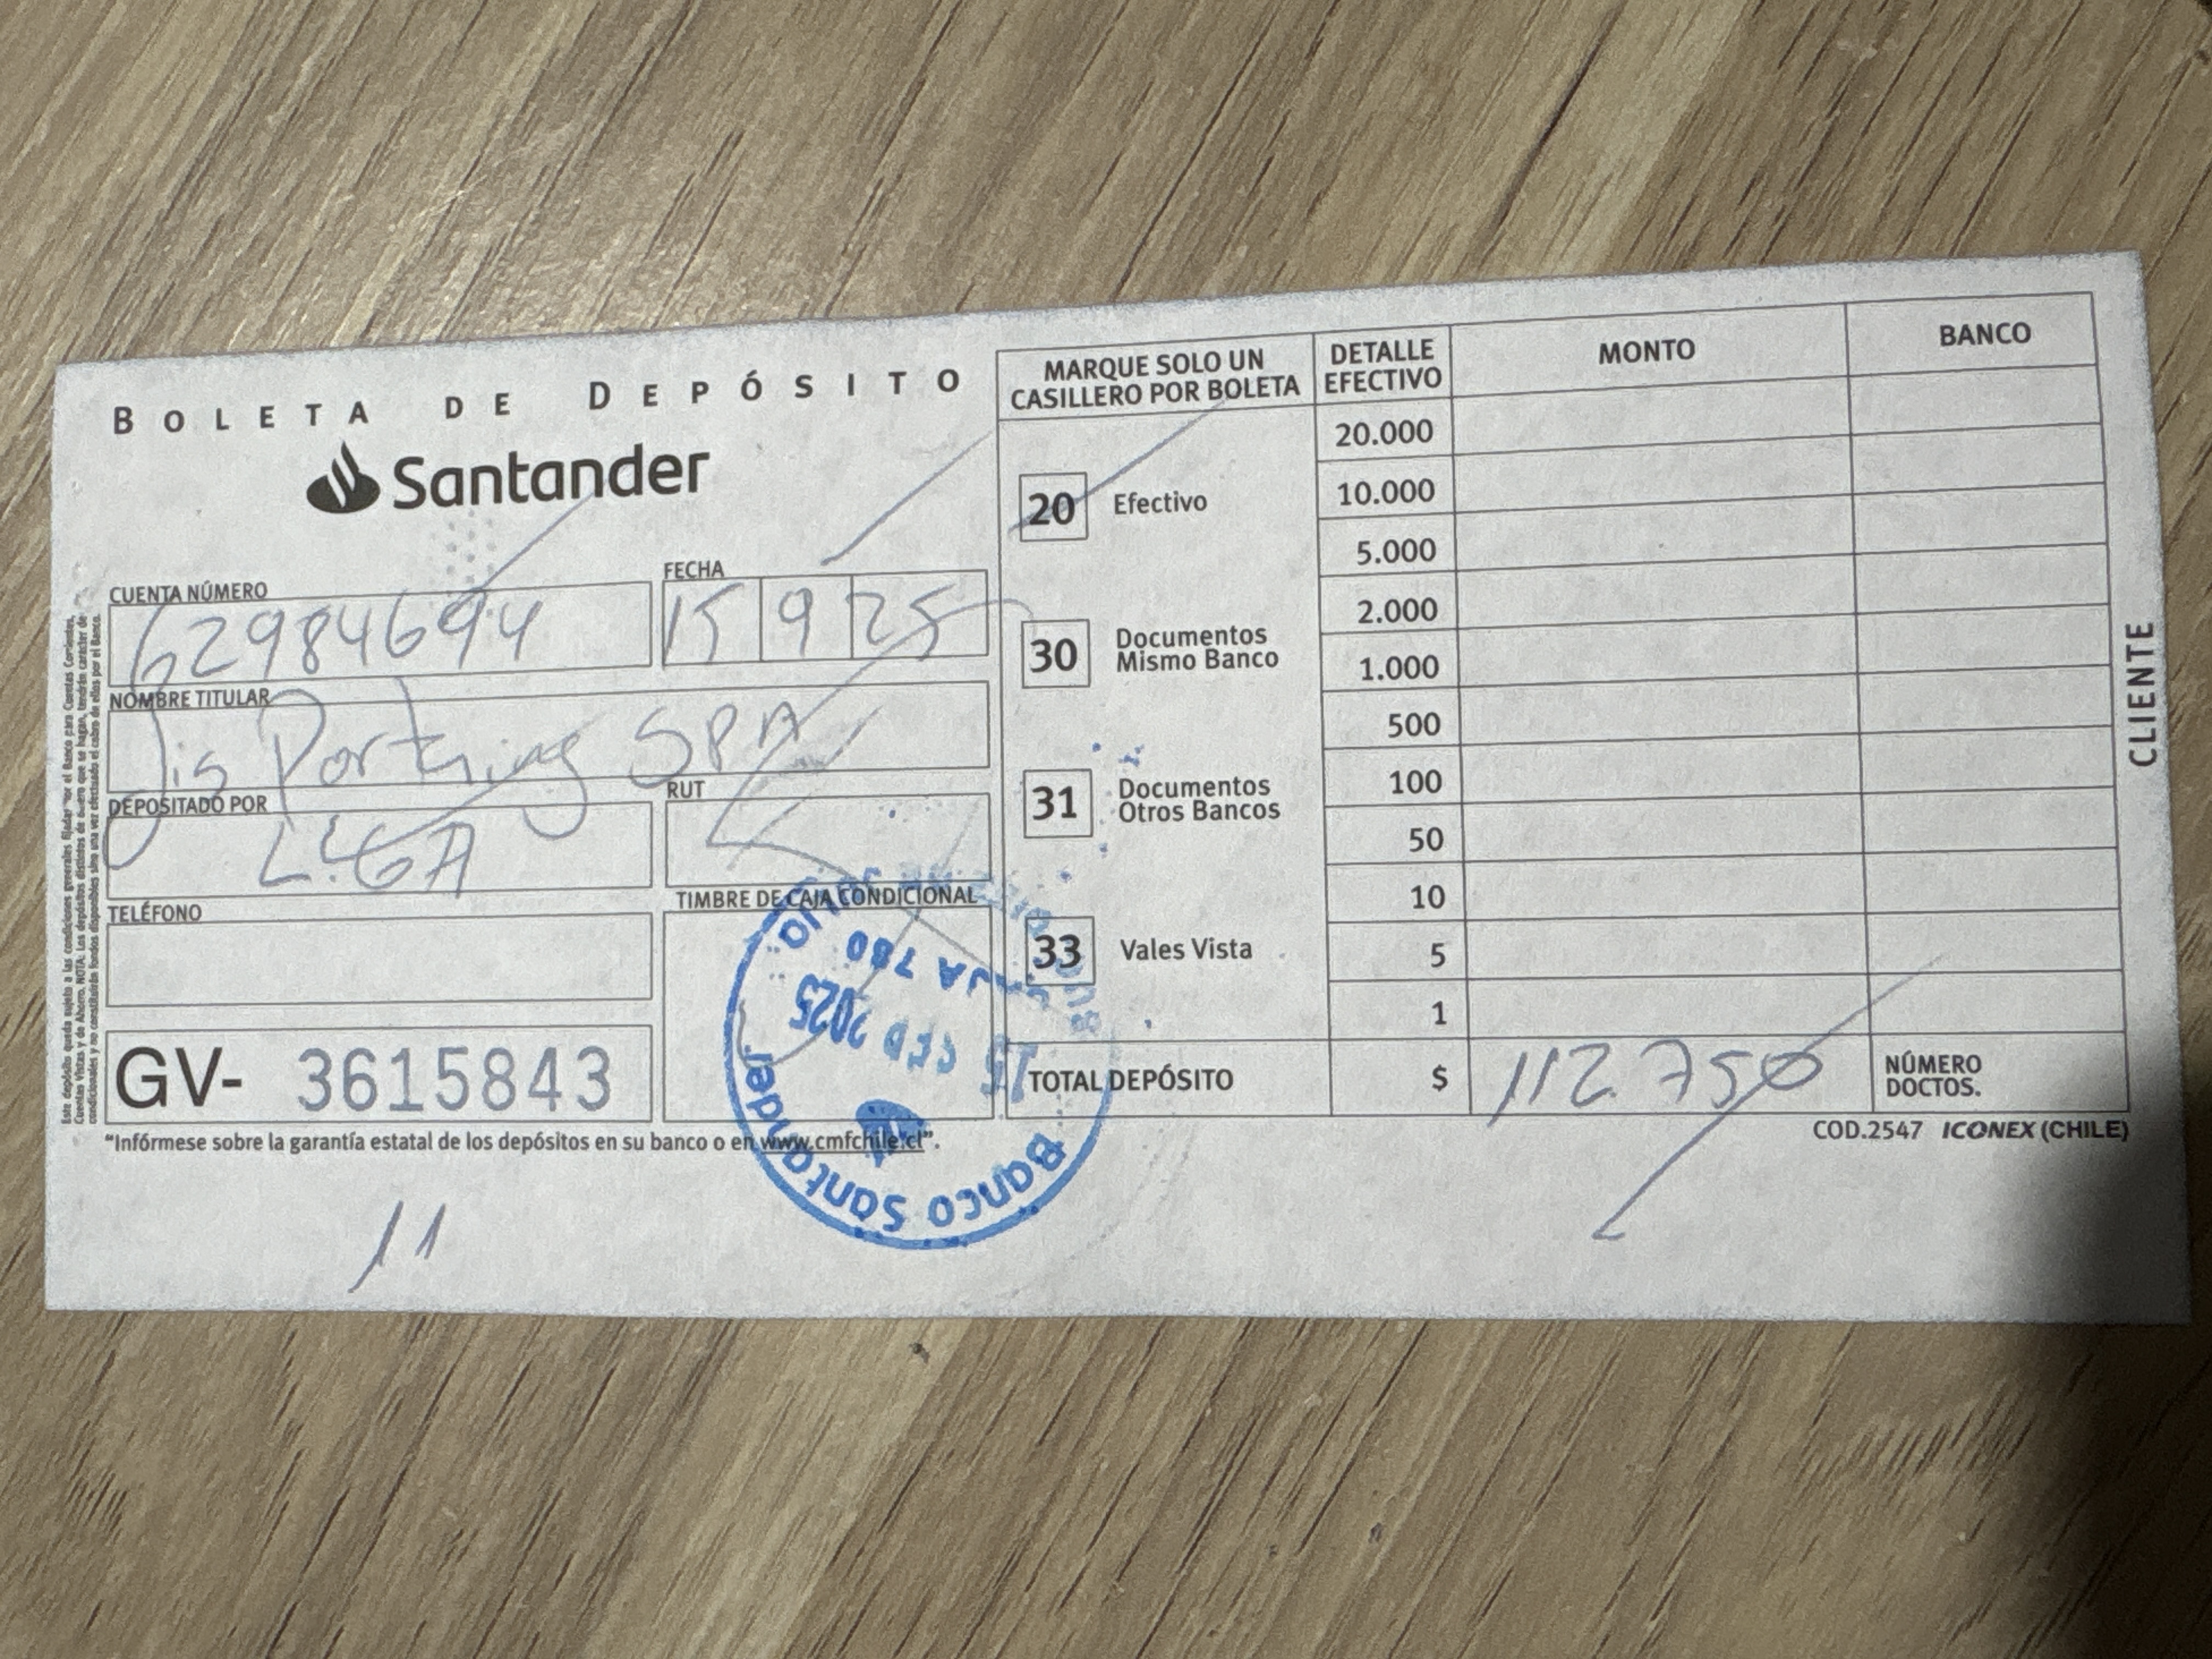 BOLETA DE DEPÓSITO
Santander
CUENTA NÚMERO
62984694
FECHA
15 9 25
NOMBRE TITULAR
Jis Parking SPA
DEPOSITADO POR
RUT
TELÉFONO
TIMBRE DE CAJA CONDICIONAL
GV- 3615843
"Infórmese sobre la garantía estatal de los depósitos en su banco o en www.cmfchile.cl".
11
MARQUE SOLO UN
CASILLERO POR BOLETA
20 Efectivo
30 Documentos
Mismo Banco
31 Documentos
Otros Bancos
33 Vales Vista
DETALLE
EFECTIVO
MONTO
BANCO
20.000
10.000
5.000
2.000
1.000
500
100
50
10
5
1
TOTAL DEPÓSITO $ 112.750
NÚMERO
DOCTOS.
COD.2547 ICONEX (CHILE)
CLIENTE
CAJA 780
15 SEP 2025
Banco Santander